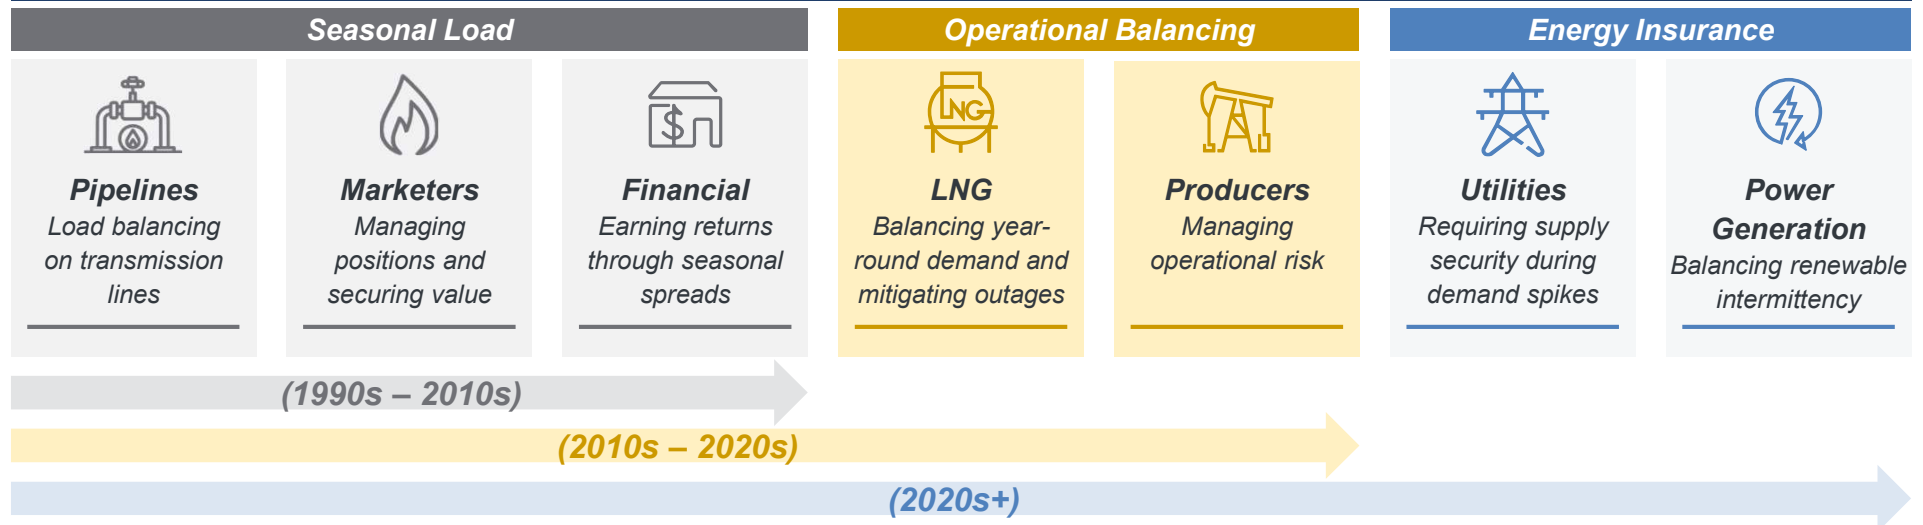 Seasonal Load
Operational Balancing
Energy Insurance
Pipelines
Load balancing
on transmission
lines
Marketers
Managing
positions and
securing value
Financial
Earning returns
through seasonal
spreads
LNG
LNG
Balancing year-
round demand and
mitigating outages
Producers
Managing
operational risk
Utilities
Requiring supply
security during
demand spikes
Power
Generation
Balancing renewable
intermittency
(1990s – 2010s)
(2010s – 2020s)
(2020s+)